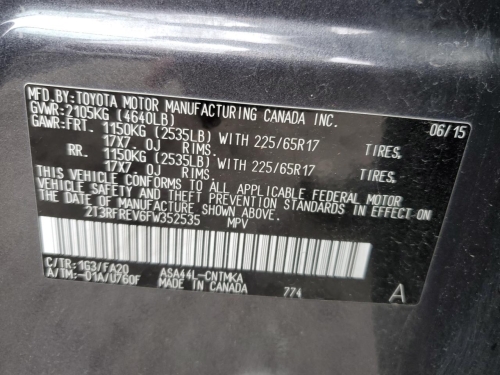 MFD.BY:TOYOTA MOTOR MANUFACTURING CANADA INC.
GVWR:2105KG (4640LB) 06/15
GAWR:FRT. 1150KG (2535LB) WITH 225/65R17 TIRES.
17X7. 0J RIMS.
RR. 1150KG (2535LB) WITH 225/65R17 TIRES.
17X7. 0J RIMS.
THIS VEHICLE CONFORMS TO ALL APPLICABLE FEDERAL MOTOR
VEHICLE SAFETY AND THEFT PREVENTION STANDARDS IN EFFECT ON
THE DATE OF MANUFACTURE SHOWN ABOVE.
2T3RFREV6FW352535 MPV
C/TR:1G3/FA20 ASA44L-CNTMKA
A/TM:-01A/U760F MADE IN CANADA 774 A